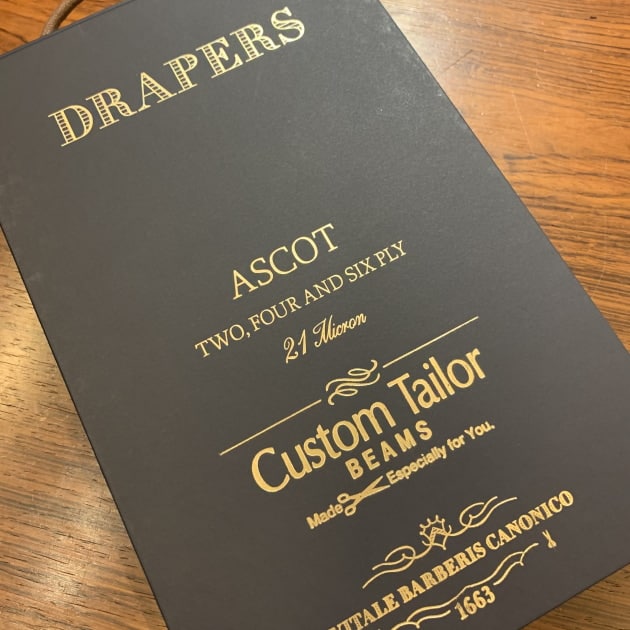 DRAPERS
ASCOT
TWO, FOUR AND SIX PLY
21 Micron
Custom Tailor
BEAMS
Made Especially for You.
VITALE BARBERIS CANONICO
1663